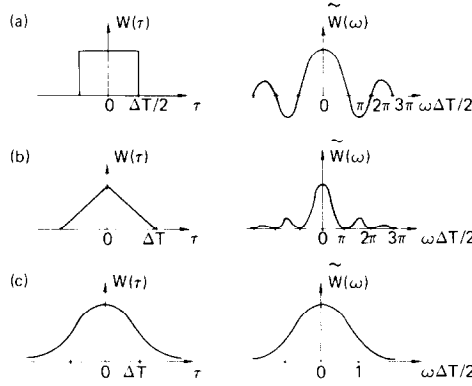 (a) W(τ) W̃(ω)
0 ΔT/2 τ 0 π 2π 3π ωΔT/2
(b) W(τ) W̃(ω)
0 ΔT τ 0 π 2π 3π ωΔT/2
(c) W(τ) W̃(ω)
0 ΔT τ 0 1 ωΔT/2